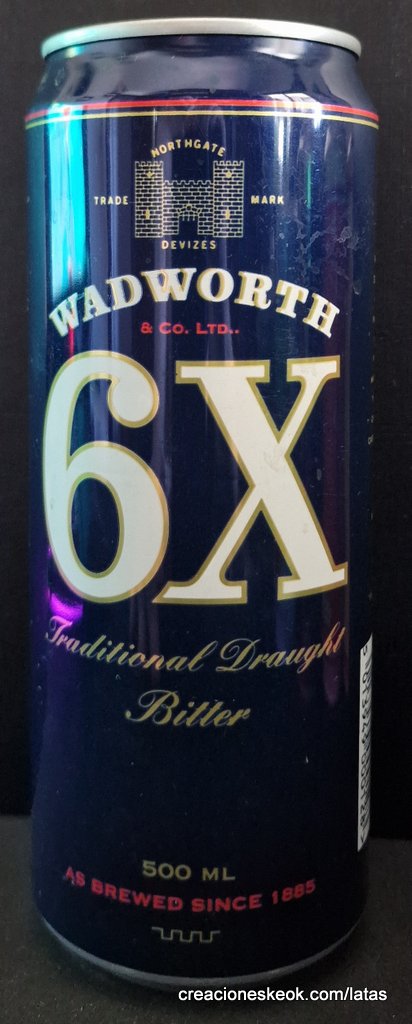 NORTHGATE
TRADE MARK
DEVIZES
WADWORTH
& Co. LTD..
6X
Traditional Draught
Bitter
500 ML
AS BREWED SINCE 1885
creacioneskeok.com/latas